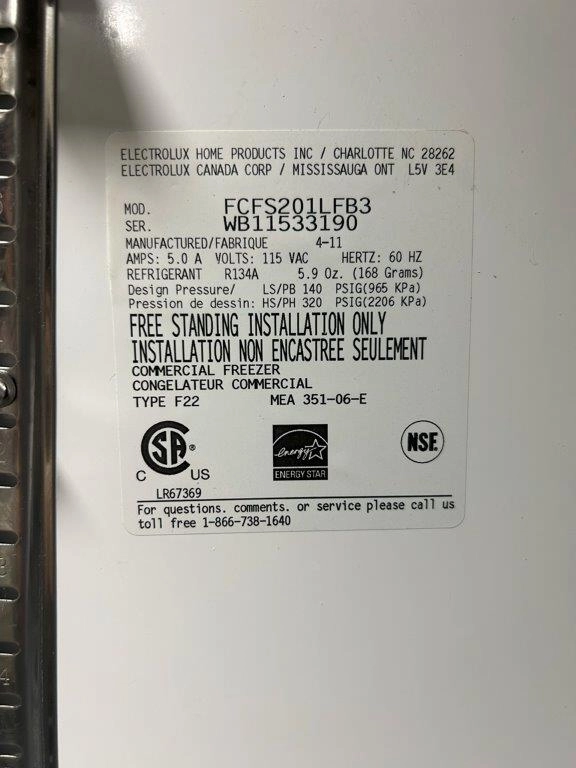 ELECTROLUX HOME PRODUCTS INC / CHARLOTTE NC 28262
ELECTROLUX CANADA CORP / MISSISSAUGA ONT L5V 3E4
MOD. FCFS201LFB3
SER. WB11533190
MANUFACTURED/FABRIQUE 4-11
AMPS: 5.0 A VOLTS: 115 VAC HERTZ: 60 HZ
REFRIGERANT R134A 5.9 Oz. (168 Grams)
Design Pressure/ LS/PB 140 PSIG(965 KPa)
Pression de dessin: HS/PH 320 PSIG(2206 KPa)
FREE STANDING INSTALLATION ONLY
INSTALLATION NON ENCASTREE SEULEMENT
COMMERCIAL FREEZER
CONGELATEUR COMMERCIAL
TYPE F22 MEA 351-06-E
CSA ®
C US
energy
ENERGY STAR
NSF.
LR67369
For questions. comments. or service please call us
toll free 1-866-738-1640
3
4